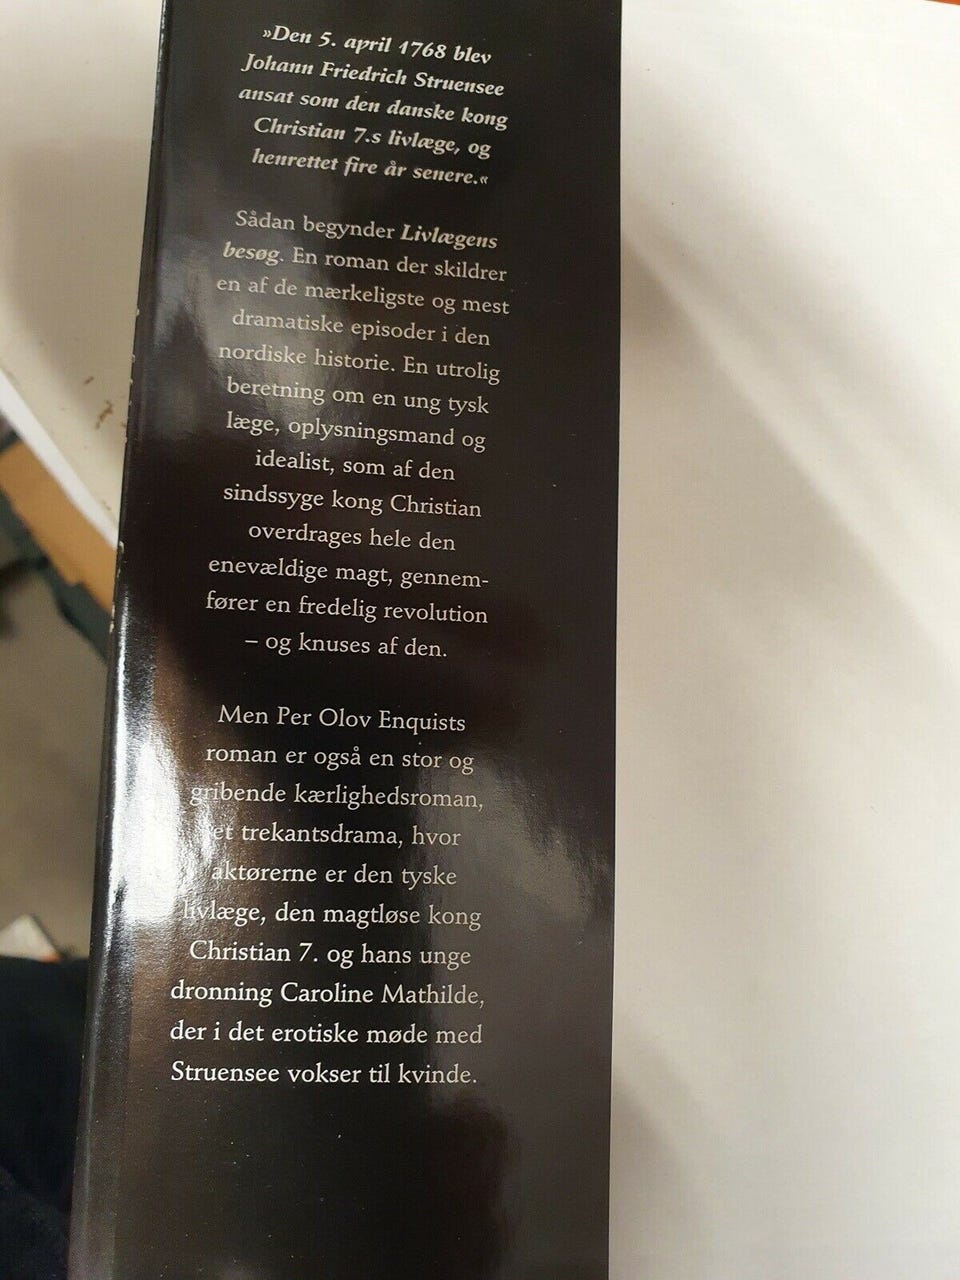 »Den 5. april 1768 blev
Johann Friedrich Struensee
ansat som den danske kong
Christian 7.s livlæge, og
henrettet fire år senere.«
Sådan begynder Livlægens
besøg. En roman der skildrer
en af de mærkeligste og mest
dramatiske episoder i den
nordiske historie. En utrolig
beretning om en ung tysk
læge, oplysningsmand og
idealist, som af den
sindssyge kong Christian
overdrages hele den
enevældige magt, gennem-
fører en fredelig revolution
– og knuses af den.
Men Per Olov Enquists
roman er også en stor og
gribende kærlighedsroman,
et trekantsdrama, hvor
aktørerne er den tyske
livlæge, den magtløse kong
Christian 7. og hans unge
dronning Caroline Mathilde,
der i det erotiske møde med
Struensee vokser til kvinde.